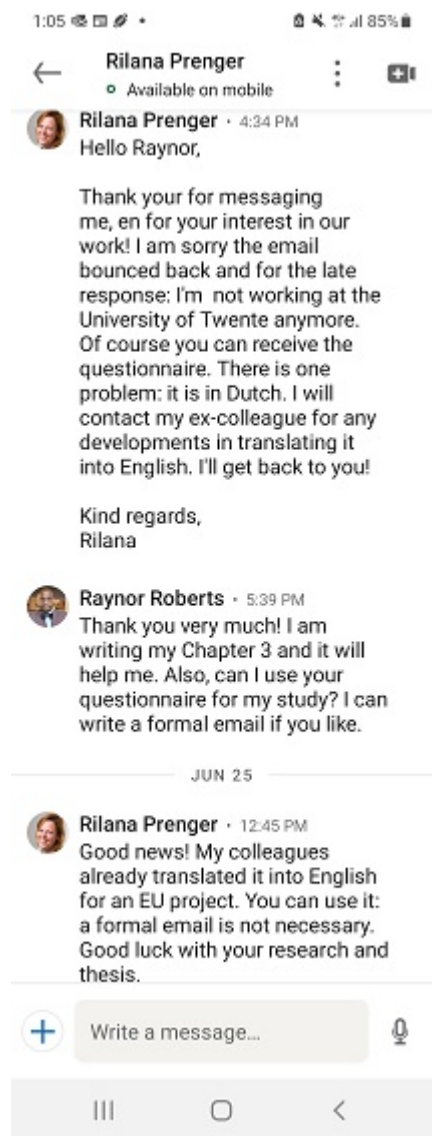 1:05
85%
Rilana Prenger
Available on mobile
Rilana Prenger • 4:34 PM
Hello Raynor,
Thank your for messaging
me, en for your interest in our
work! I am sorry the email
bounced back and for the late
response: I'm  not working at the
University of Twente anymore.
Of course you can receive the
questionnaire. There is one
problem: it is in Dutch. I will
contact my ex-colleague for any
developments in translating it
into English. I'll get back to you!
Kind regards,
Rilana
Raynor Roberts • 5:39 PM
Thank you very much! I am
writing my Chapter 3 and it will
help me. Also, can I use your
questionnaire for my study? I can
write a formal email if you like.
JUN 25
Rilana Prenger • 12:45 PM
Good news! My colleagues
already translated it into English
for an EU project. You can use it:
a formal email is not necessary.
Good luck with your research and
thesis.
Write a message...